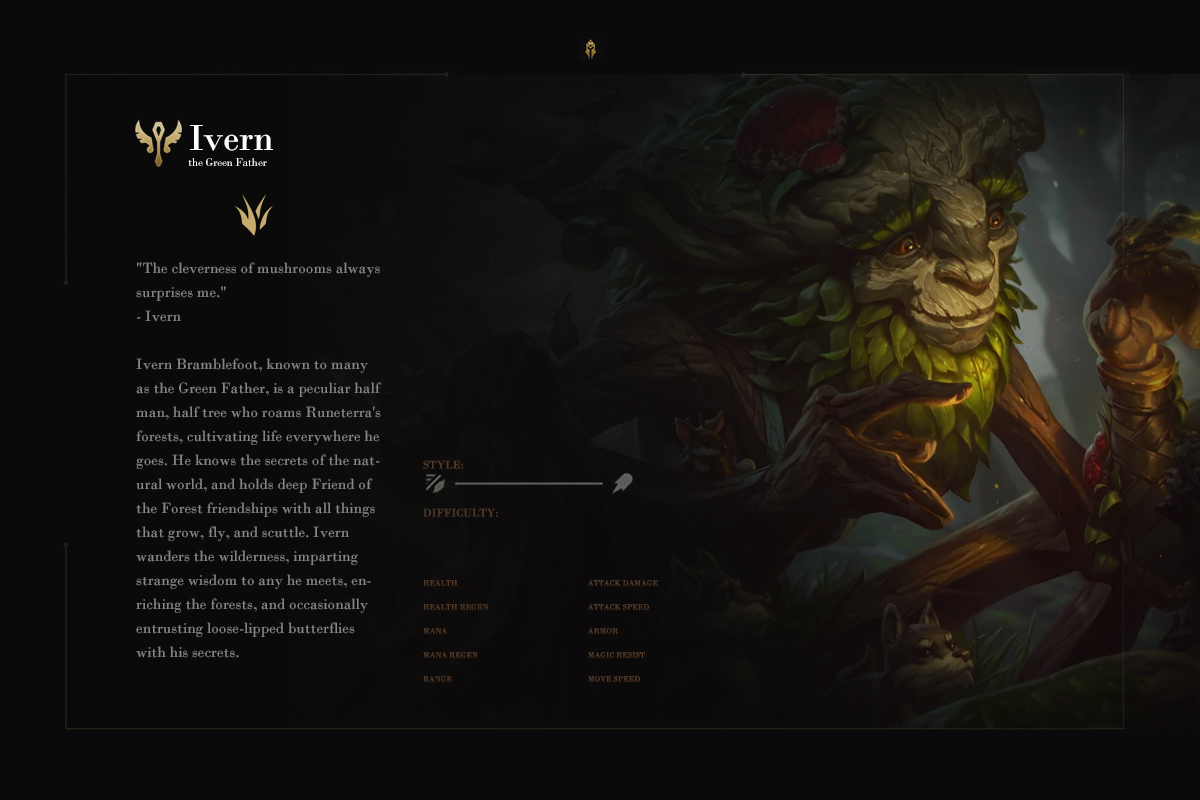 Ivern
the Green Father
"The cleverness of mushrooms always
surprises me."
- Ivern
Ivern Bramblefoot, known to many
as the Green Father, is a peculiar half
man, half tree who roams Runeterra's
forests, cultivating life everywhere he
goes. He knows the secrets of the nat-
ural world, and holds deep Friend of
the Forest friendships with all things
that grow, fly, and scuttle. Ivern
wanders the wilderness, imparting
strange wisdom to any he meets, en-
riching the forests, and occasionally
entrusting loose-lipped butterflies
with his secrets.
STYLE:
DIFFICULTY:
HEALTH
HEALTH REGEN
MANA
MANA REGEN
RANGE
ATTACK DAMAGE
ATTACK SPEED
ARMOR
MAGIC RESIST
MOVE SPEED